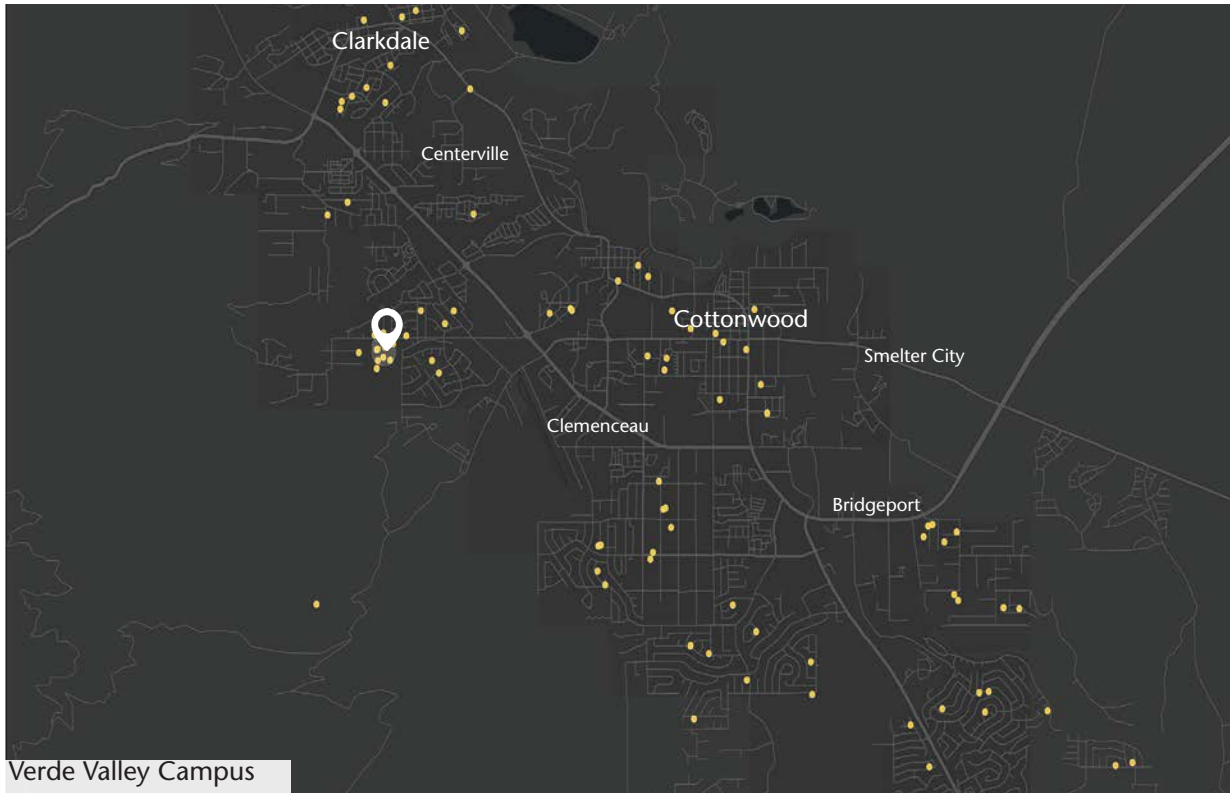 Clarkdale
Centerville
Cottonwood
Smelter City
Clemenceau
Bridgeport
Verde Valley Campus